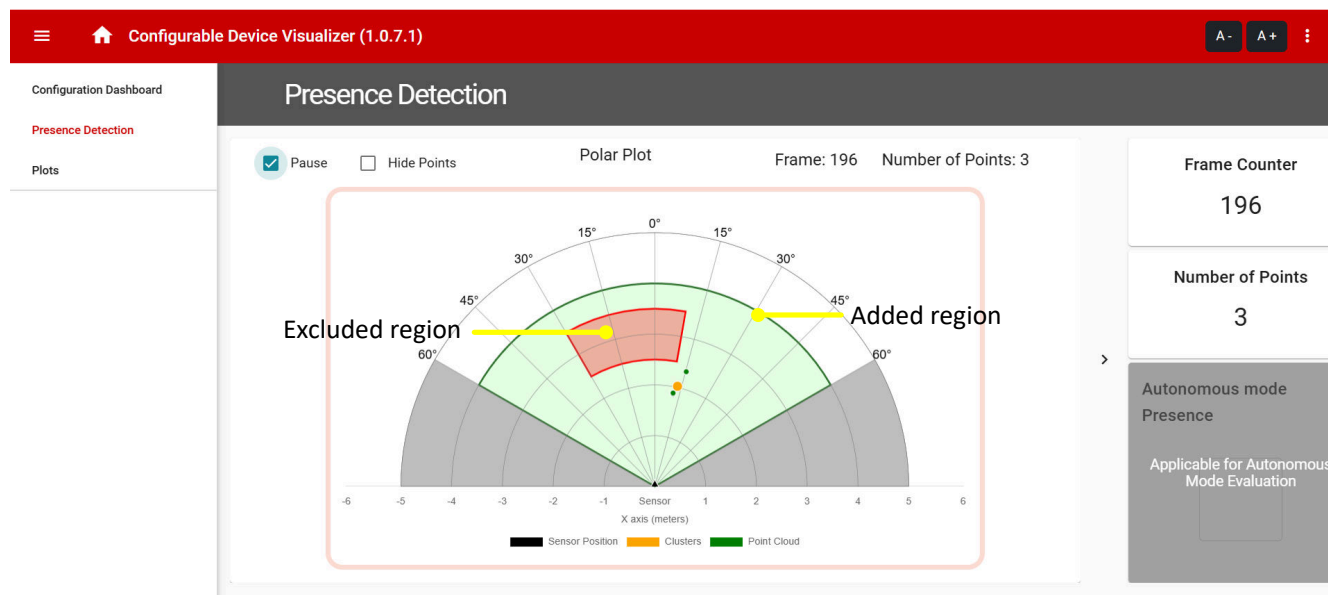 Configurable Device Visualizer (1.0.7.1)
A -
A +
Configuration Dashboard
Presence Detection
Plots
Presence Detection
Pause
Hide Points
Polar Plot
Frame: 196
Number of Points: 3
0°
15°
15°
30°
30°
45°
45°
60°
60°
Excluded region
Added region
-6 -5 -4 -3 -2 -1 Sensor 1 2 3 4 5 6
X axis (meters)
Sensor Position Clusters Point Cloud
Frame Counter
196
Number of Points
3
Autonomous mode
Presence
Applicable for Autonomous
Mode Evaluation